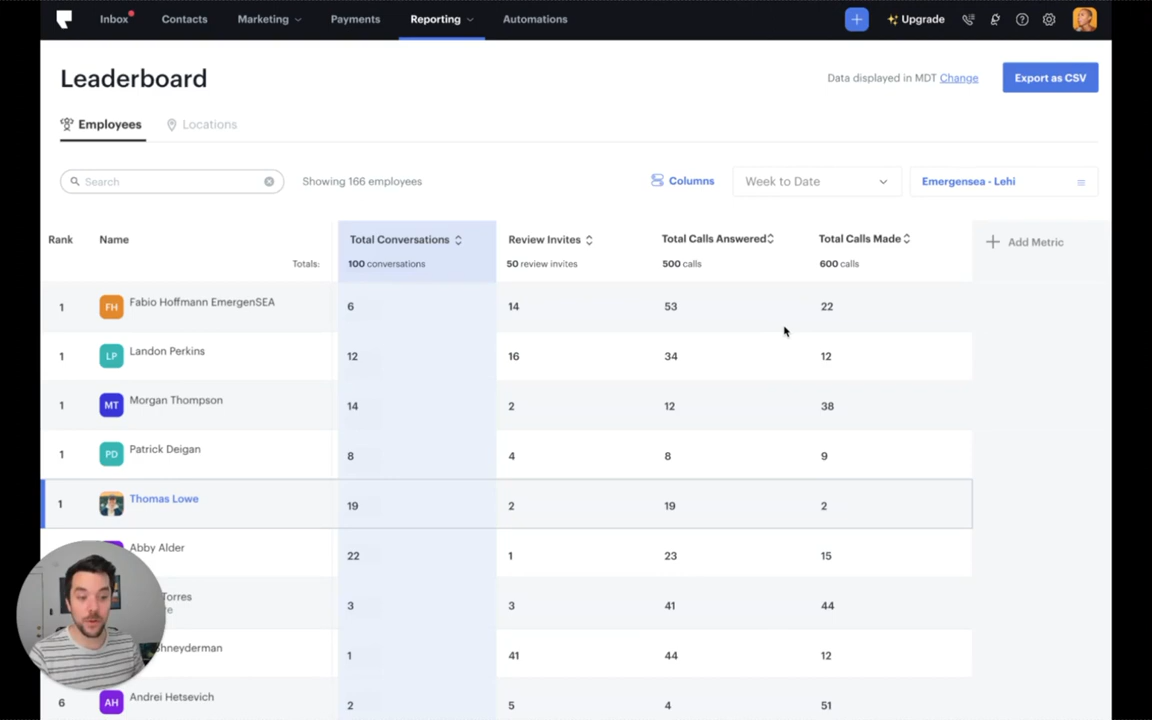 Inbox Contacts Marketing Payments Reporting Automations Upgrade
Leaderboard
Data displayed in MDT Change
Export as CSV
Employees Locations
Search
Showing 166 employees
Columns
Week to Date
Emergensea - Lehi
Rank Name Total Conversations Review Invites Total Calls Answered Total Calls Made + Add Metric
Totals: 100 conversations 50 review invites 500 calls 600 calls
1 FH Fabio Hoffmann EmergenSEA 6 14 53 22
1 LP Landon Perkins 12 16 34 12
1 MT Morgan Thompson 14 2 12 38
1 PD Patrick Deigan 8 4 8 9
1 Thomas Lowe 19 2 19 2
Abby Alder 22 1 23 15
Torres 3 3 41 44
hneyderman 1 41 44 12
6 AH Andrei Hetsevich 2 5 4 51